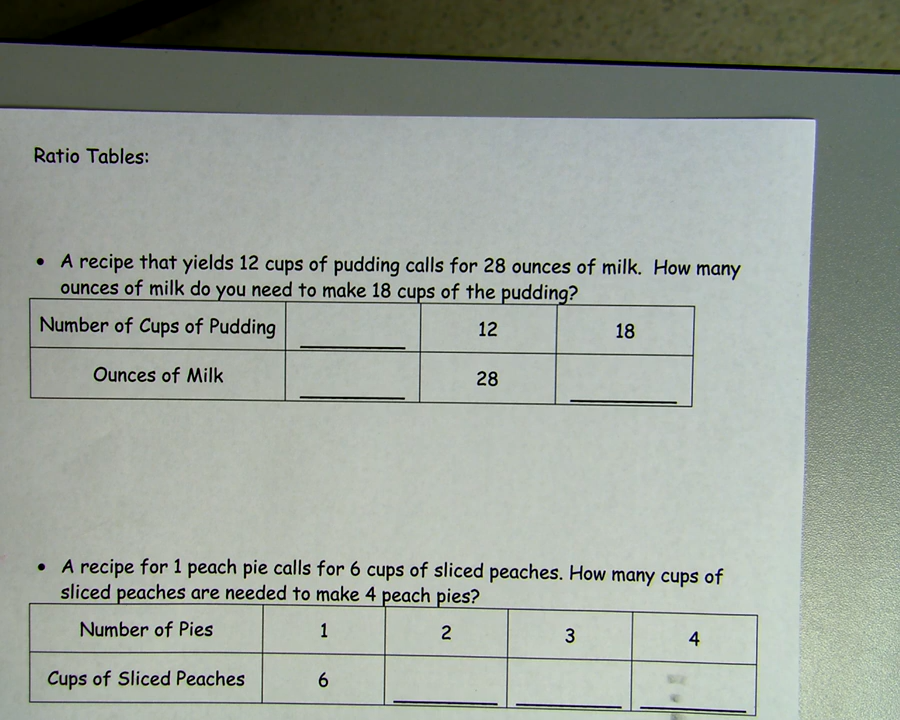 Ratio Tables:
• A recipe that yields 12 cups of pudding calls for 28 ounces of milk. How many
ounces of milk do you need to make 18 cups of the pudding?
Number of Cups of Pudding 12 18
Ounces of Milk 28
• A recipe for 1 peach pie calls for 6 cups of sliced peaches. How many cups of
sliced peaches are needed to make 4 peach pies?
Number of Pies 1 2 3 4
Cups of Sliced Peaches 6